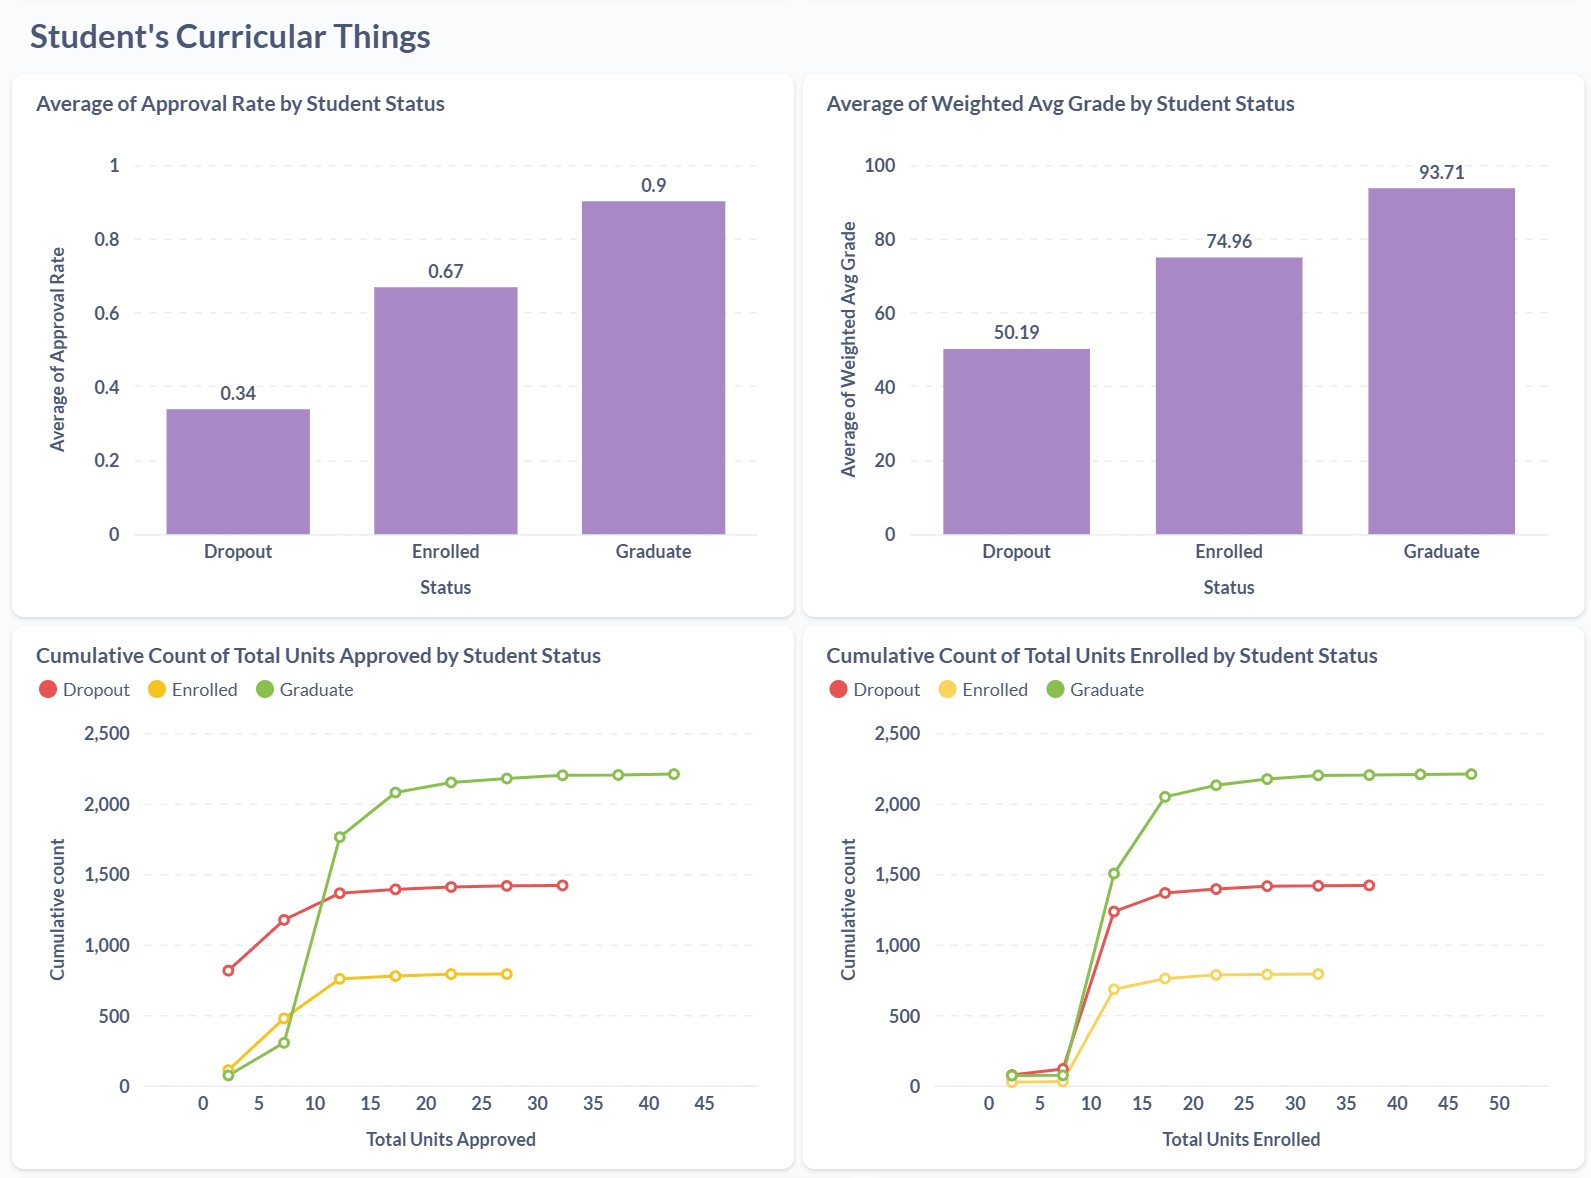 Student's Curricular Things
Average of Approval Rate by Student Status
Average of Approval Rate
1
0.8
0.6
0.4
0.2
0
0.34
0.67
0.9
Dropout
Enrolled
Graduate
Status
Average of Weighted Avg Grade by Student Status
Average of Weighted Avg Grade
100
80
60
40
20
0
50.19
74.96
93.71
Dropout
Enrolled
Graduate
Status
Cumulative Count of Total Units Approved by Student Status
Dropout Enrolled Graduate
Cumulative count
2,500
2,000
1,500
1,000
500
0
0 5 10 15 20 25 30 35 40 45
Total Units Approved
Cumulative Count of Total Units Enrolled by Student Status
Dropout Enrolled Graduate
Cumulative count
2,500
2,000
1,500
1,000
500
0
0 5 10 15 20 25 30 35 40 45 50
Total Units Enrolled